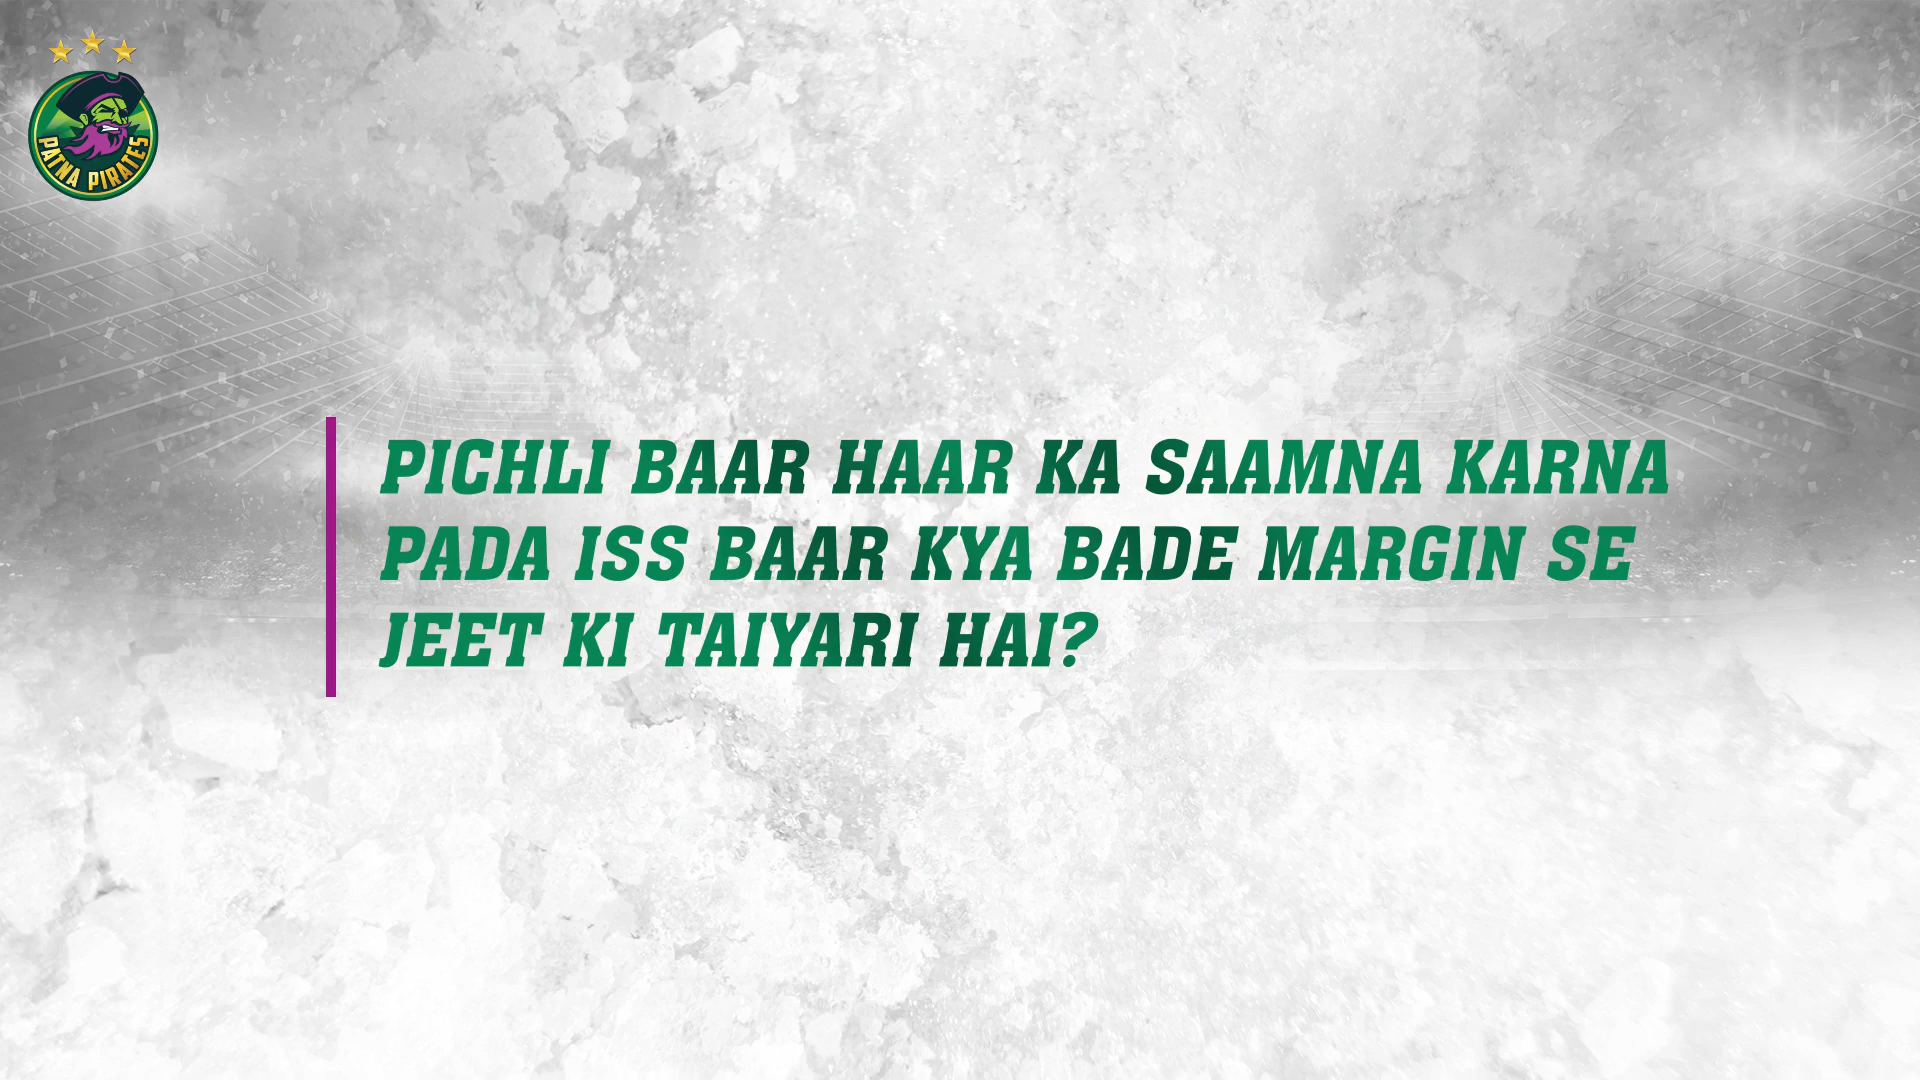 PATNA PIRATES
PICHLI BAAR HAAR KA SAAMNA KARNA
PADA ISS BAAR KYA BADE MARGIN SE
JEET KI TAIYARI HAI?